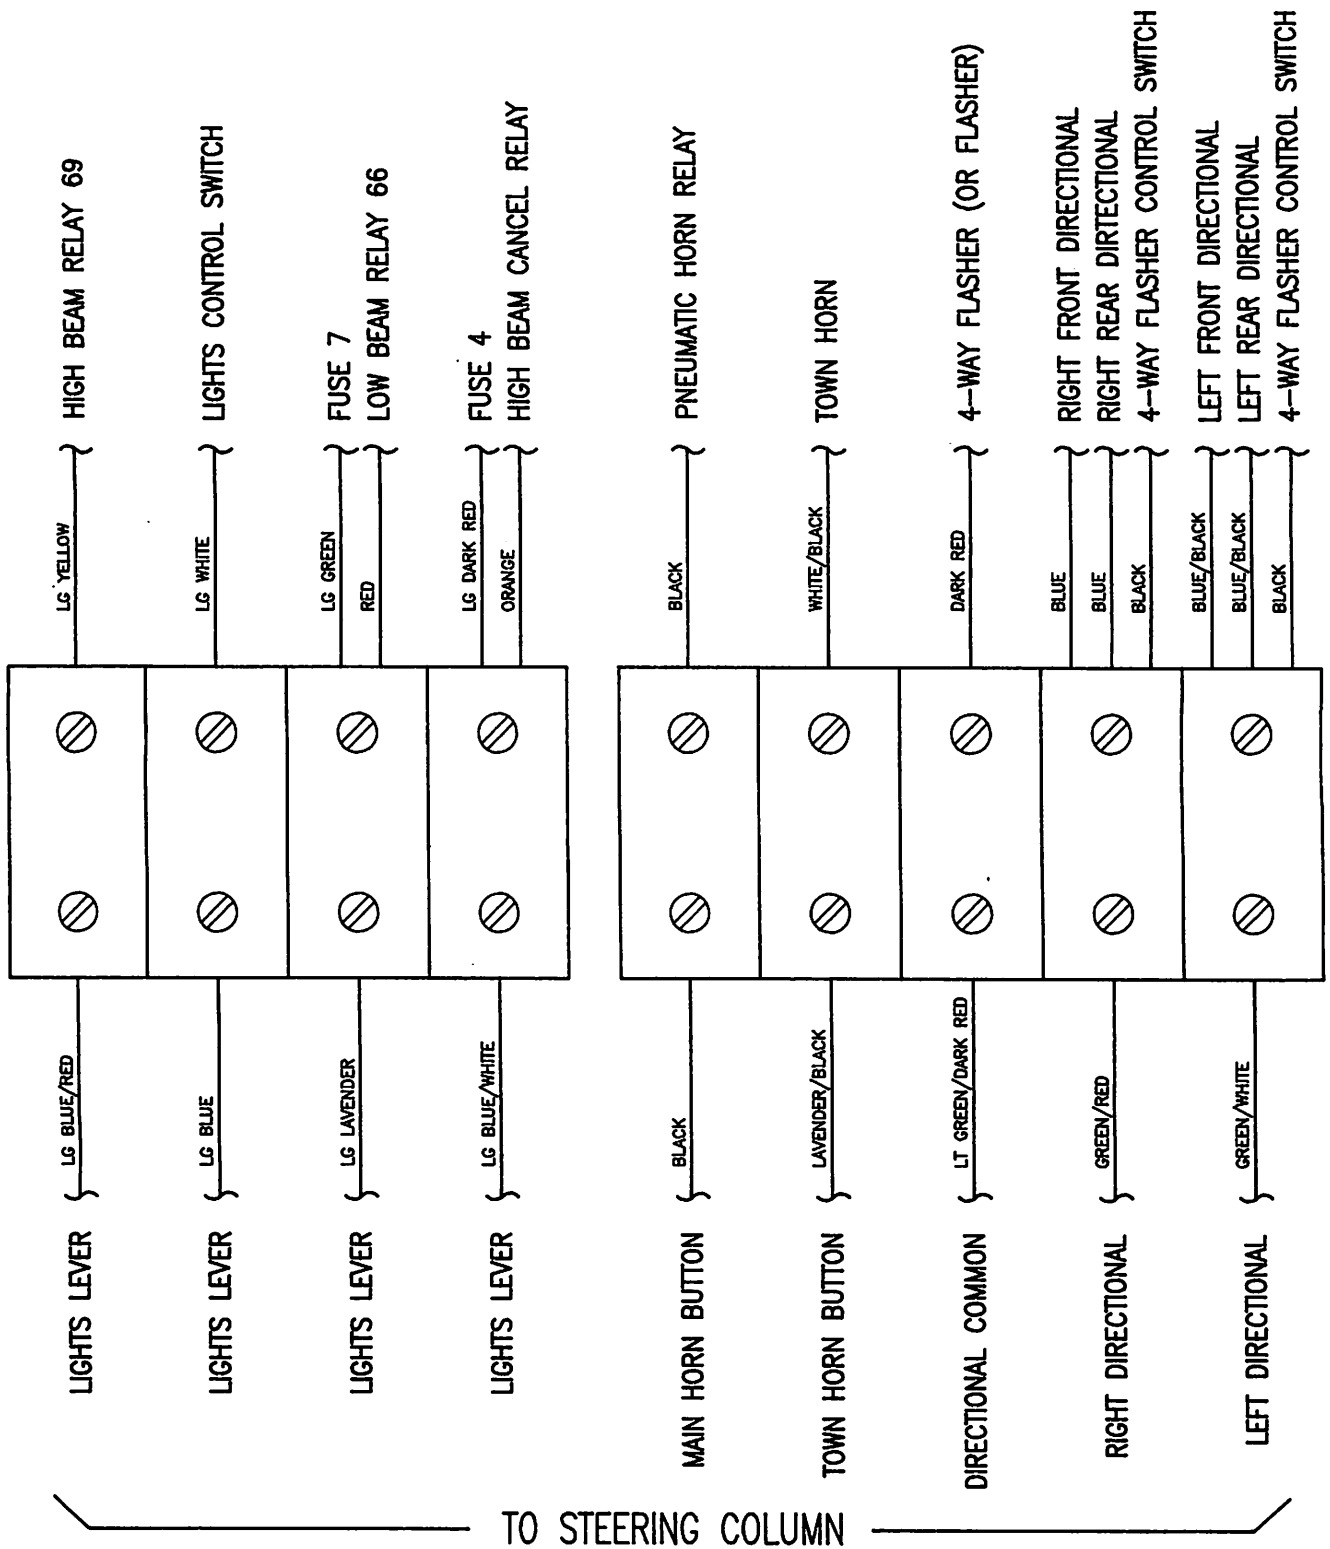 TO STEERING COLUMN
LIGHTS LEVER
LG BLUE/RED
LG YELLOW
HIGH BEAM RELAY 69
LIGHTS LEVER
LG BLUE
LG WHITE
LIGHTS CONTROL SWITCH
LIGHTS LEVER
LG LAVENDER
LG GREEN
FUSE 7
RED
LOW BEAM RELAY 66
LIGHTS LEVER
LG BLUE/WHITE
LG DARK RED
FUSE 4
ORANGE
HIGH BEAM CANCEL RELAY
MAIN HORN BUTTON
BLACK
BLACK
PNEUMATIC HORN RELAY
TOWN HORN BUTTON
LAVENDER/BLACK
WHITE/BLACK
TOWN HORN
DIRECTIONAL COMMON
LT GREEN/DARK RED
DARK RED
4-WAY FLASHER (OR FLASHER)
RIGHT DIRECTIONAL
GREEN/RED
BLUE
RIGHT FRONT DIRECTIONAL
BLUE
RIGHT REAR DIRTECTIONAL
BLACK
4-WAY FLASHER CONTROL SWITCH
LEFT DIRECTIONAL
GREEN/WHITE
BLUE/BLACK
LEFT FRONT DIRECTIONAL
BLUE/BLACK
LEFT REAR DIRECTIONAL
BLACK
4-WAY FLASHER CONTROL SWITCH